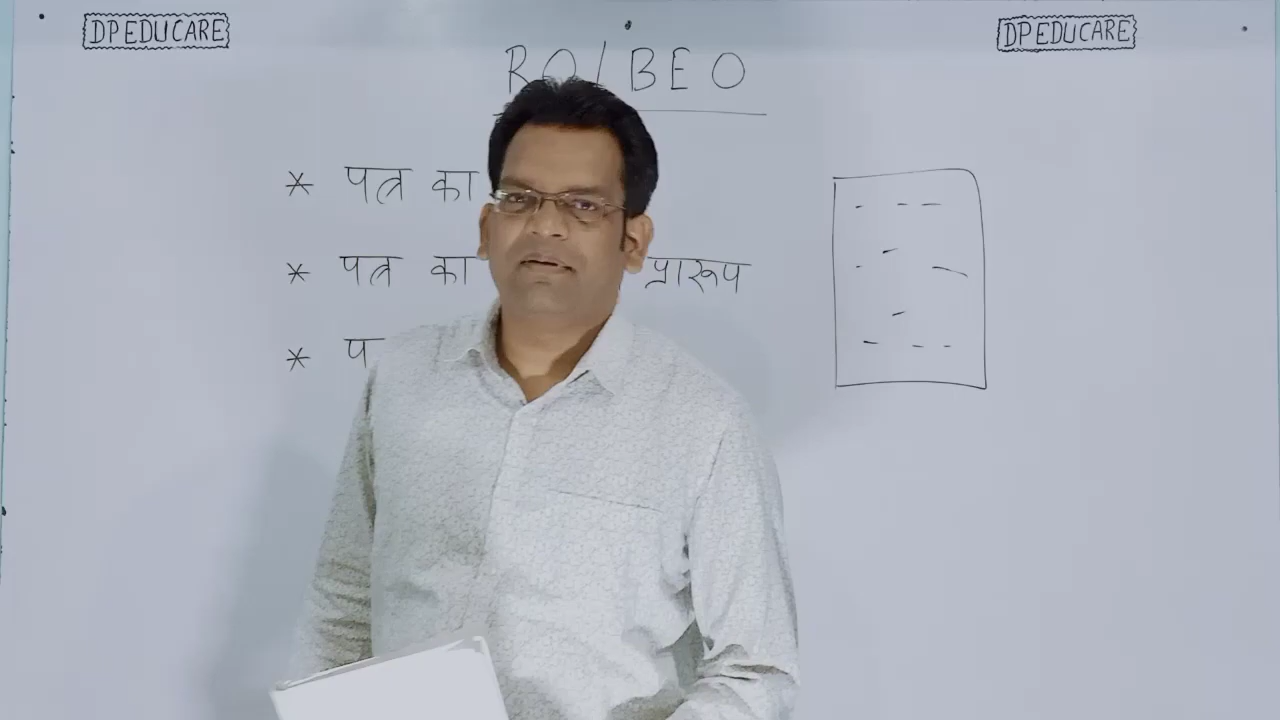 DP EDUCARE
DP EDUCARE
RO/BEO
* पत्र का
* पत्र का प्रारूप
* प